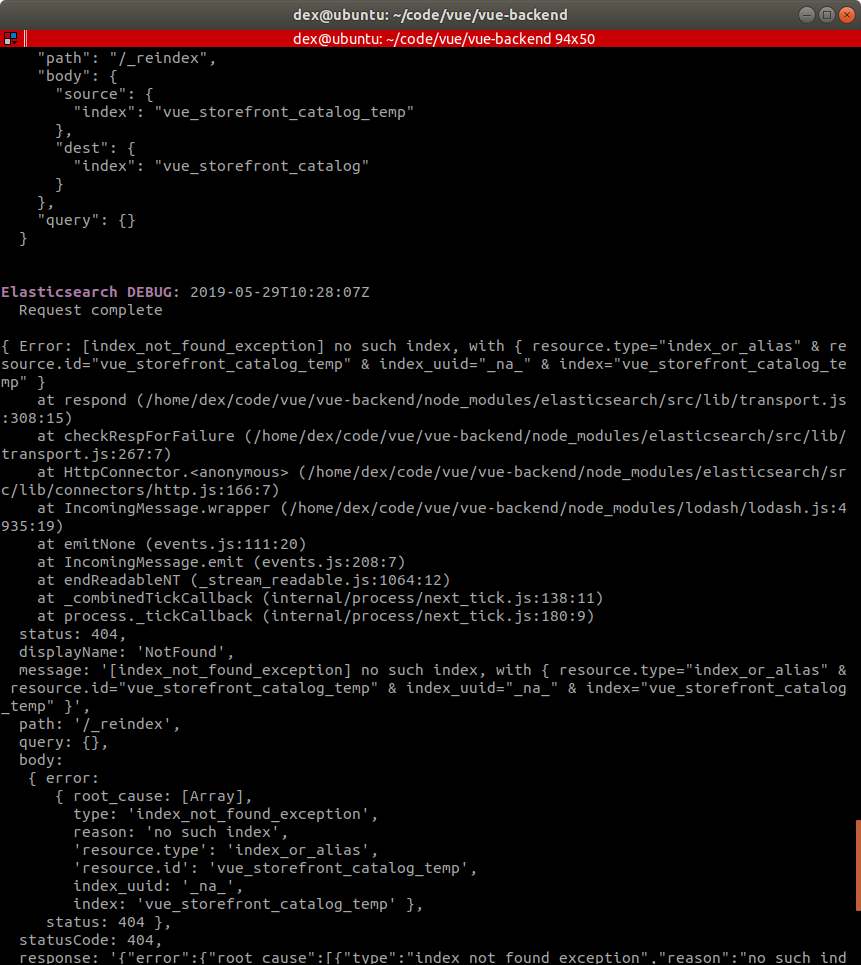 dex@ubuntu: ~/code/vue/vue-backend
dex@ubuntu: ~/code/vue/vue-backend 94x50
    "path": "/_reindex",
    "body": {
      "source": {
        "index": "vue_storefront_catalog_temp"
      },
      "dest": {
        "index": "vue_storefront_catalog"
      }
    },
    "query": {}
  }
Elasticsearch DEBUG: 2019-05-29T10:28:07Z
  Request complete
{ Error: [index_not_found_exception] no such index, with { resource.type="index_or_alias" & re
source.id="vue_storefront_catalog_temp" & index_uuid="_na_" & index="vue_storefront_catalog_te
mp" }
    at respond (/home/dex/code/vue/vue-backend/node_modules/elasticsearch/src/lib/transport.js
:308:15)
    at checkRespForFailure (/home/dex/code/vue/vue-backend/node_modules/elasticsearch/src/lib/
transport.js:267:7)
    at HttpConnector.<anonymous> (/home/dex/code/vue/vue-backend/node_modules/elasticsearch/sr
c/lib/connectors/http.js:166:7)
    at IncomingMessage.wrapper (/home/dex/code/vue/vue-backend/node_modules/lodash/lodash.js:4
935:19)
    at emitNone (events.js:111:20)
    at IncomingMessage.emit (events.js:208:7)
    at endReadableNT (_stream_readable.js:1064:12)
    at _combinedTickCallback (internal/process/next_tick.js:138:11)
    at process._tickCallback (internal/process/next_tick.js:180:9)
  status: 404,
  displayName: 'NotFound',
  message: '[index_not_found_exception] no such index, with { resource.type="index_or_alias" &
 resource.id="vue_storefront_catalog_temp" & index_uuid="_na_" & index="vue_storefront_catalog
_temp" }',
  path: '/_reindex',
  query: {},
  body:
   { error:
      { root_cause: [Array],
        type: 'index_not_found_exception',
        reason: 'no such index',
        'resource.type': 'index_or_alias',
        'resource.id': 'vue_storefront_catalog_temp',
        index_uuid: '_na_',
        index: 'vue_storefront_catalog_temp' },
     status: 404 },
  statusCode: 404,
  response: '{"error":{"root_cause":[{"type":"index_not_found_exception","reason":"no such ind